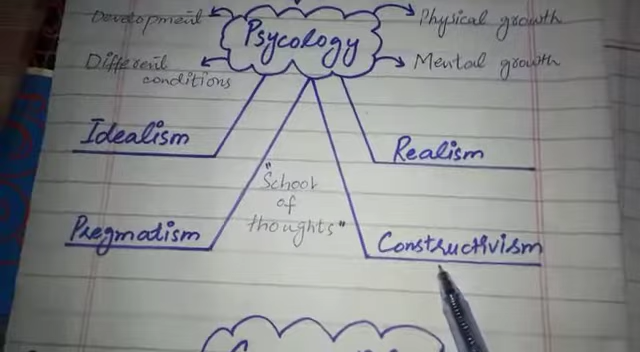 Development
Physical growth
Psycology
Different
conditions
Mental growth
Idealism
Realism
"School
of
thoughts"
Pregmatism
Constructivism